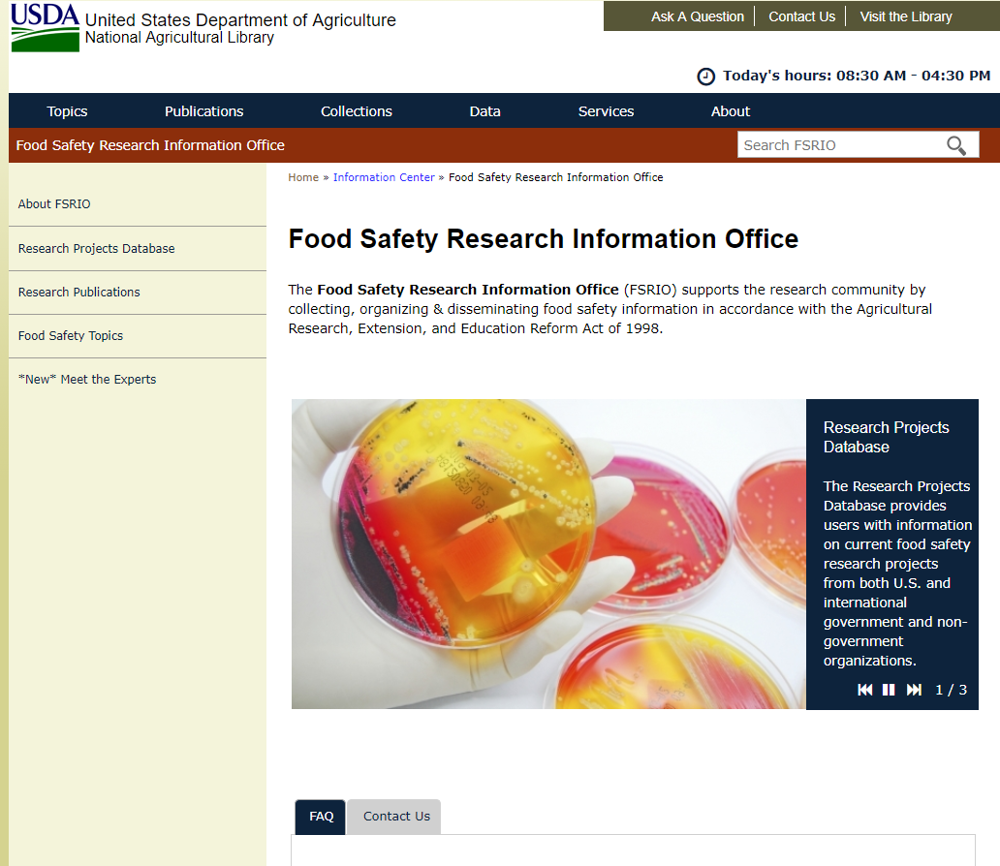 USDA
United States Department of Agriculture
National Agricultural Library
Ask A Question
Contact Us
Visit the Library
Today's hours: 08:30 AM - 04:30 PM
Topics
Publications
Collections
Data
Services
About
Food Safety Research Information Office
Search FSRIO
About FSRIO
Research Projects Database
Research Publications
Food Safety Topics
*New* Meet the Experts
Home » Information Center » Food Safety Research Information Office
Food Safety Research Information Office
The Food Safety Research Information Office (FSRIO) supports the research community by
collecting, organizing & disseminating food safety information in accordance with the Agricultural
Research, Extension, and Education Reform Act of 1998.
Research Projects
Database
The Research Projects
Database provides
users with information
on current food safety
research projects
from both U.S. and
international
government and non-
government
organizations.
1 / 3
FAQ
Contact Us